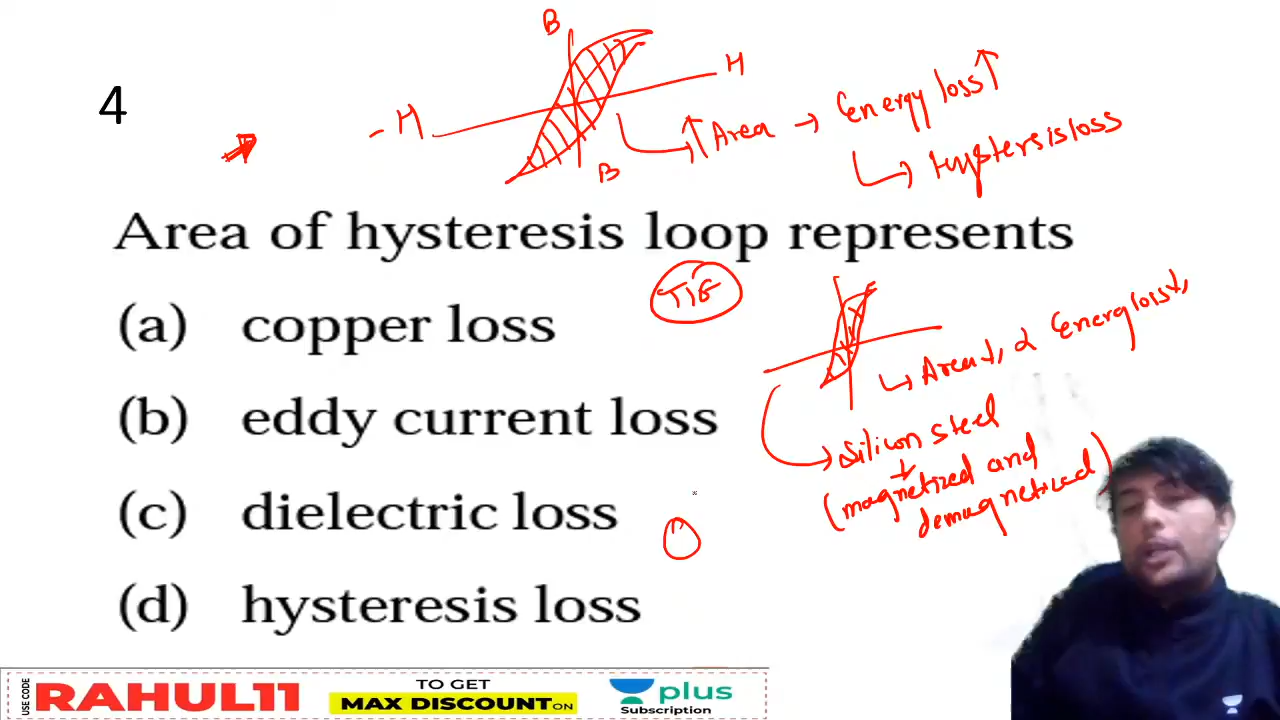 B
H
- H
4
↑ Area → Energy loss ↑
↳ Hystersis loss
B
Area of hysteresis loop represents
(a) copper loss
(b) eddy current loss
(c) dielectric loss
(d) hysteresis loss
↳ Area↓, & Energy loss↓,
Silicon steel
(magnetized and
demagnetized)
USE CODE
RAHUL11
TO GET
MAX DISCOUNT ON
plus
Subscription